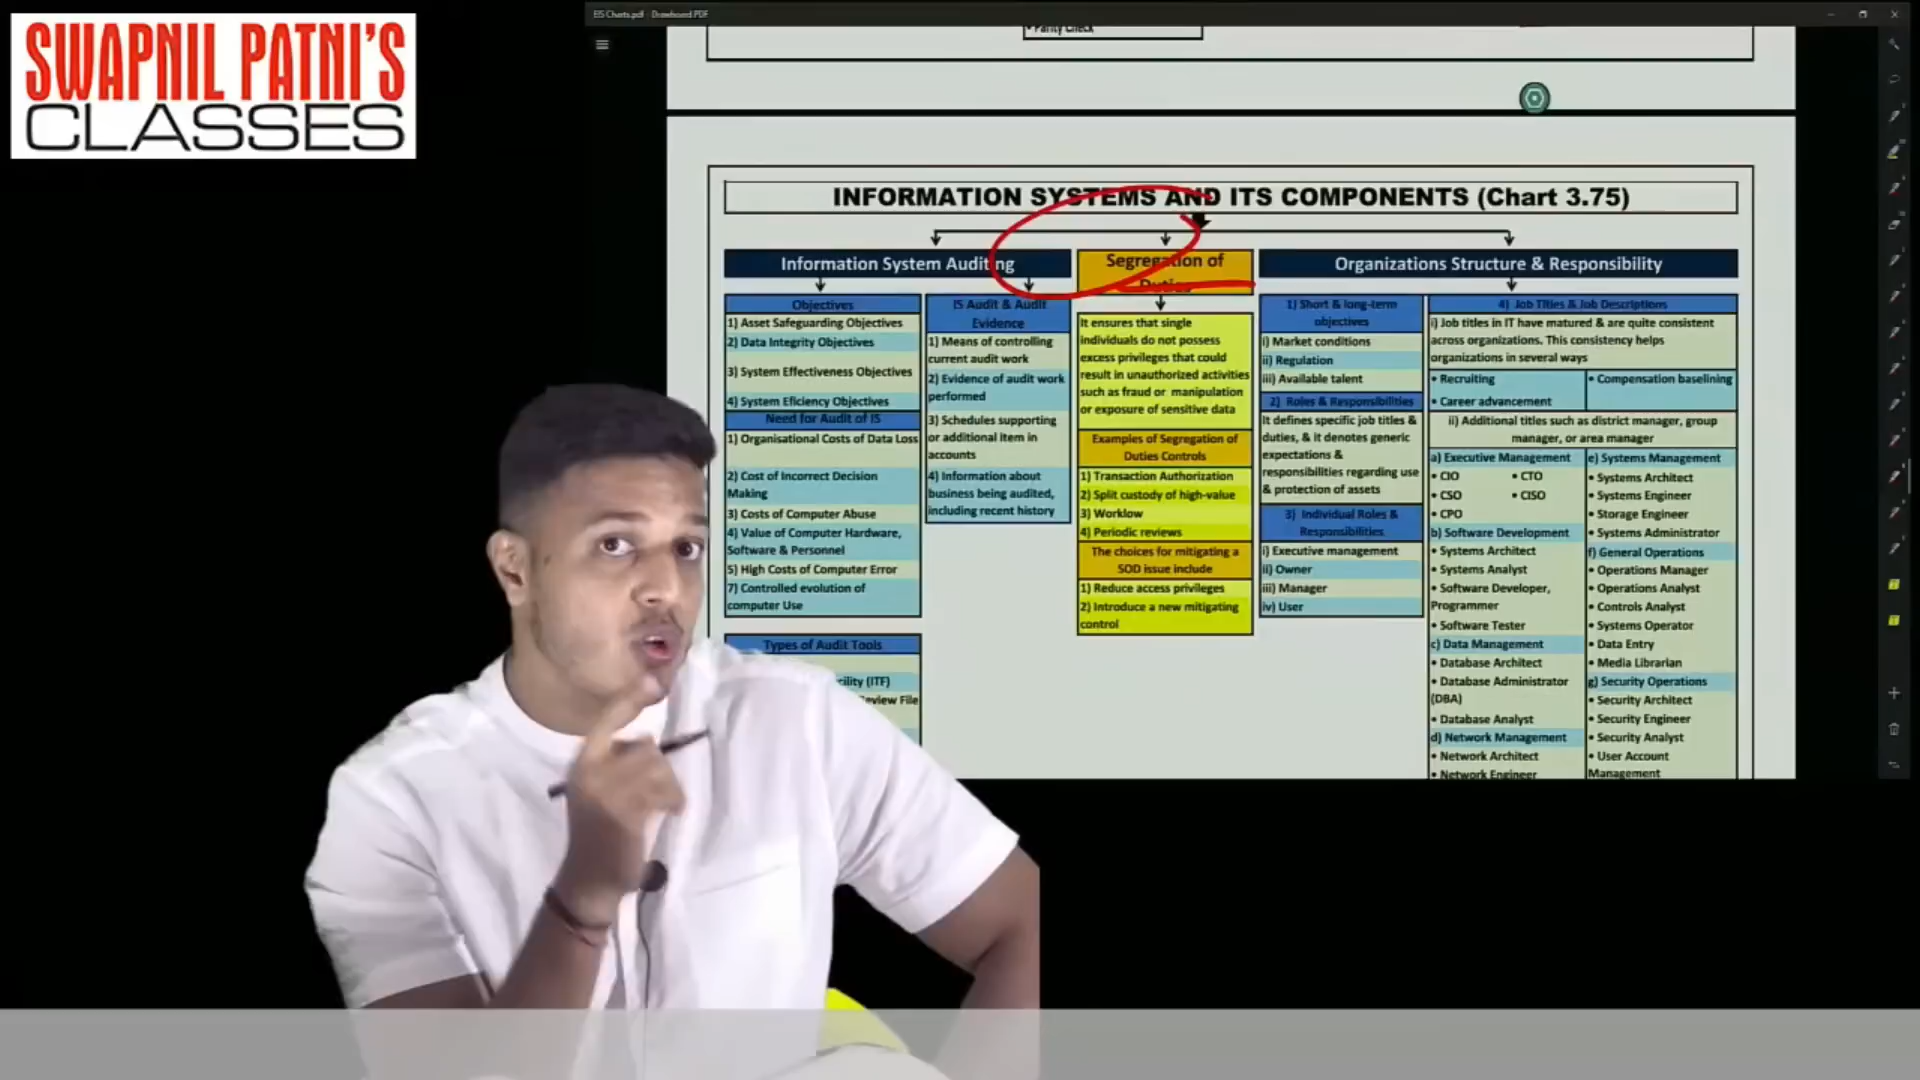 SWAPNIL PATNI'S
CLASSES
EIS Charts.pdf - Drawboard PDF
• Parity Check
INFORMATION SYSTEMS AND ITS COMPONENTS (Chart 3.75)
Information System Auditing
Objectives
1) Asset Safeguarding Objectives
2) Data Integrity Objectives
3) System Effectiveness Objectives
4) System Eficiency Objectives
Need for Audit of IS
1) Organisational Costs of Data Loss
2) Cost of Incorrect Decision
Making
3) Costs of Computer Abuse
4) Value of Computer Hardware,
Software & Personnel
5) High Costs of Computer Error
7) Controlled evolution of
computer Use
Types of Audit Tools
cility (ITF)
eview File
IS Audit & Audit
Evidence
1) Means of controlling
current audit work
2) Evidence of audit work
performed
3) Schedules supporting
or additional item in
accounts
4) Information about
business being audited,
including recent history
Segregation of
Duties
It ensures that single
individuals do not possess
excess privileges that could
result in unauthorized activities
such as fraud or manipulation
or exposure of sensitive data
Examples of Segregation of
Duties Controls
1) Transaction Authorization
2) Split custody of high-value
3) Worklow
4) Periodic reviews
The choices for mitigating a
SOD issue include
1) Reduce access privileges
2) Introduce a new mitigating
control
Organizations Structure & Responsibility
1) Short & long-term
objectives
i) Market conditions
ii) Regulation
iii) Available talent
2) Roles & Responsibilities
It defines specific job titles &
duties, & it denotes generic
expectations &
responsibilities regarding use
& protection of assets
3) Individual Roles &
Responsibilities
i) Executive management
ii) Owner
iii) Manager
iv) User
4) Job Titles & Job Descriptions
i) Job titles in IT have matured & are quite consistent
across organizations. This consistency helps
organizations in several ways
• Recruiting
• Career advancement
• Compensation baselining
ii) Additional titles such as district manager, group
manager, or area manager
a) Executive Management
• CIO • CTO
• CSO • CISO
• CPO
b) Software Development
• Systems Architect
• Systems Analyst
• Software Developer,
Programmer
• Software Tester
c) Data Management
• Database Architect
• Database Administrator
(DBA)
• Database Analyst
d) Network Management
• Network Architect
• Network Engineer
e) Systems Management
• Systems Architect
• Systems Engineer
• Storage Engineer
• Systems Administrator
f) General Operations
• Operations Manager
• Operations Analyst
• Controls Analyst
• Systems Operator
• Data Entry
• Media Librarian
g) Security Operations
• Security Architect
• Security Engineer
• Security Analyst
• User Account
Management